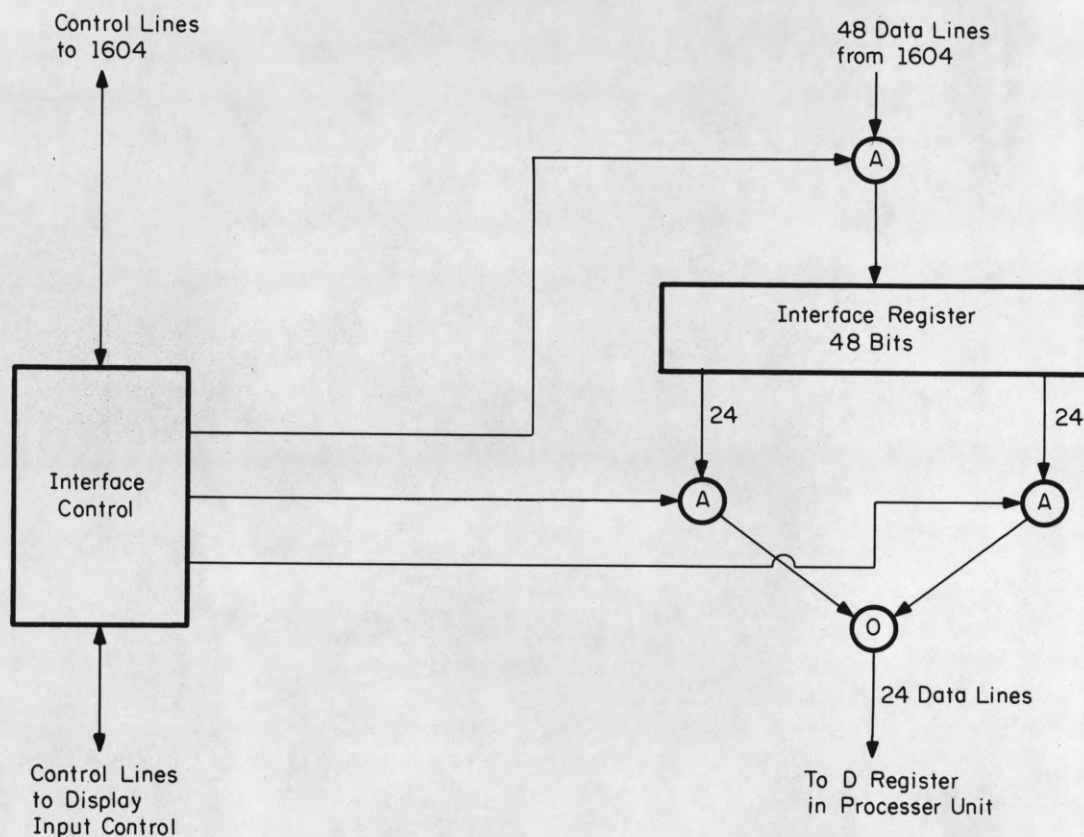 Control Lines
to 1604
48 Data Lines
from 1604
A
Interface Register
48 Bits
24
24
Interface
Control
A
A
O
24 Data Lines
Control Lines
to Display
Input Control
To D Register
in Processer Unit